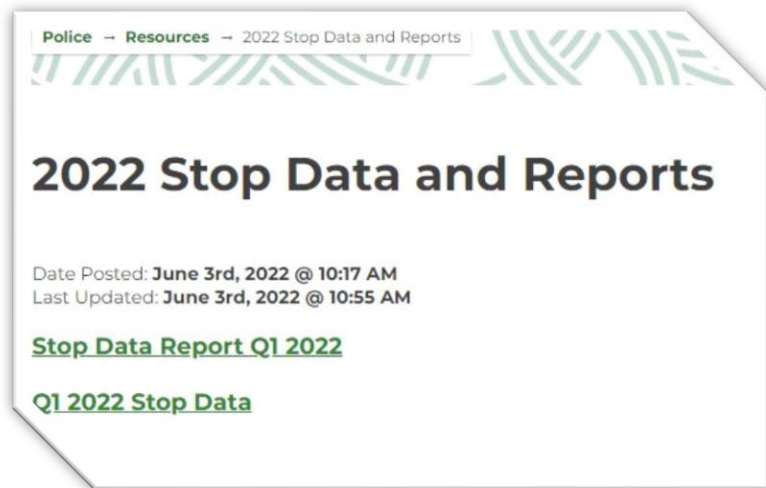 Police → Resources → 2022 Stop Data and Reports
2022 Stop Data and Reports
Date Posted: June 3rd, 2022 @ 10:17 AM
Last Updated: June 3rd, 2022 @ 10:55 AM
Stop Data Report Q1 2022
Q1 2022 Stop Data